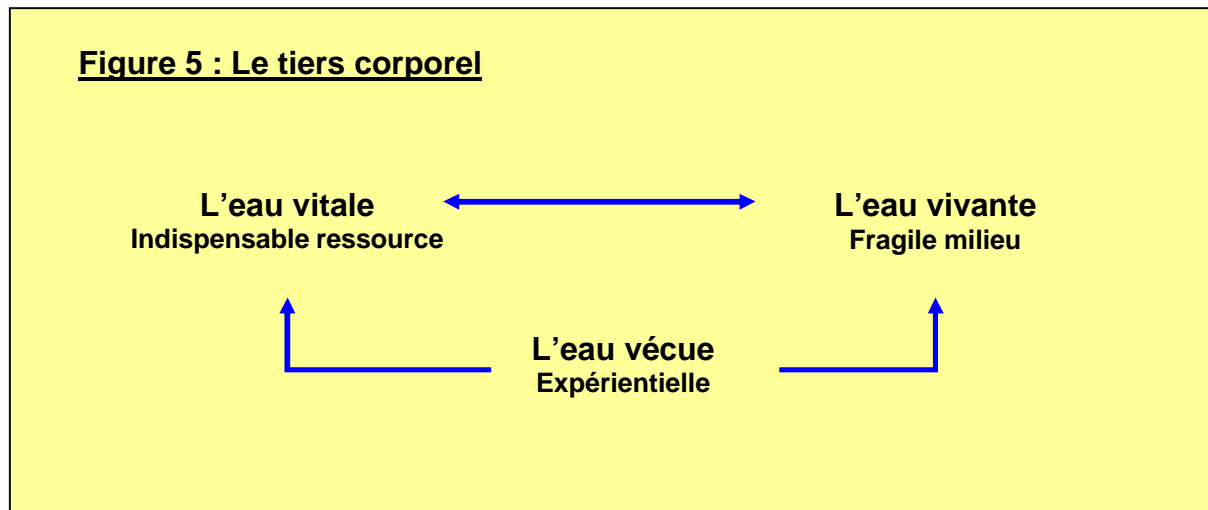 Figure 5 : Le tiers corporel
L'eau vitale
Indispensable ressource
L'eau vivante
Fragile milieu
L'eau vécue
Expérientielle